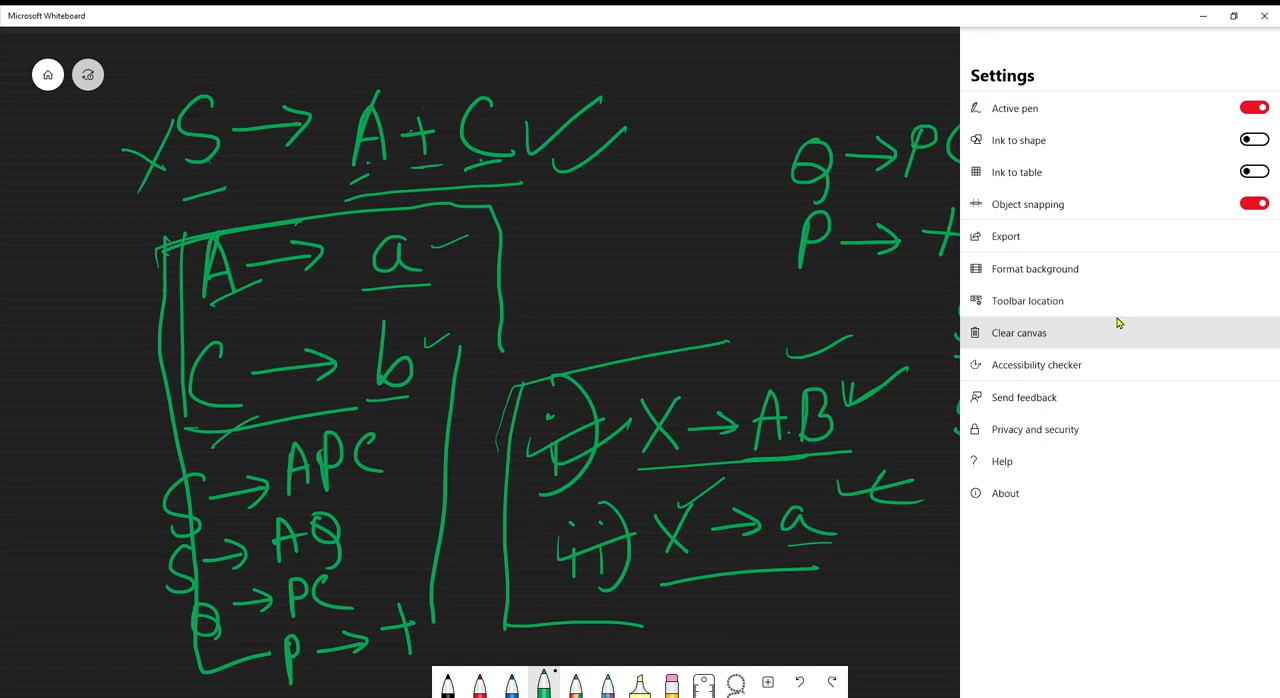 Microsoft Whiteboard
S → A + C
A → a
C → b
S → APC
S → AQ
Q → PC
P → +
Q → PC
P → +
i) X → A.B
ii) X → a
Settings
Active pen
Ink to shape
Ink to table
Object snapping
Export
Format background
Toolbar location
Clear canvas
Accessibility checker
Send feedback
Privacy and security
Help
About